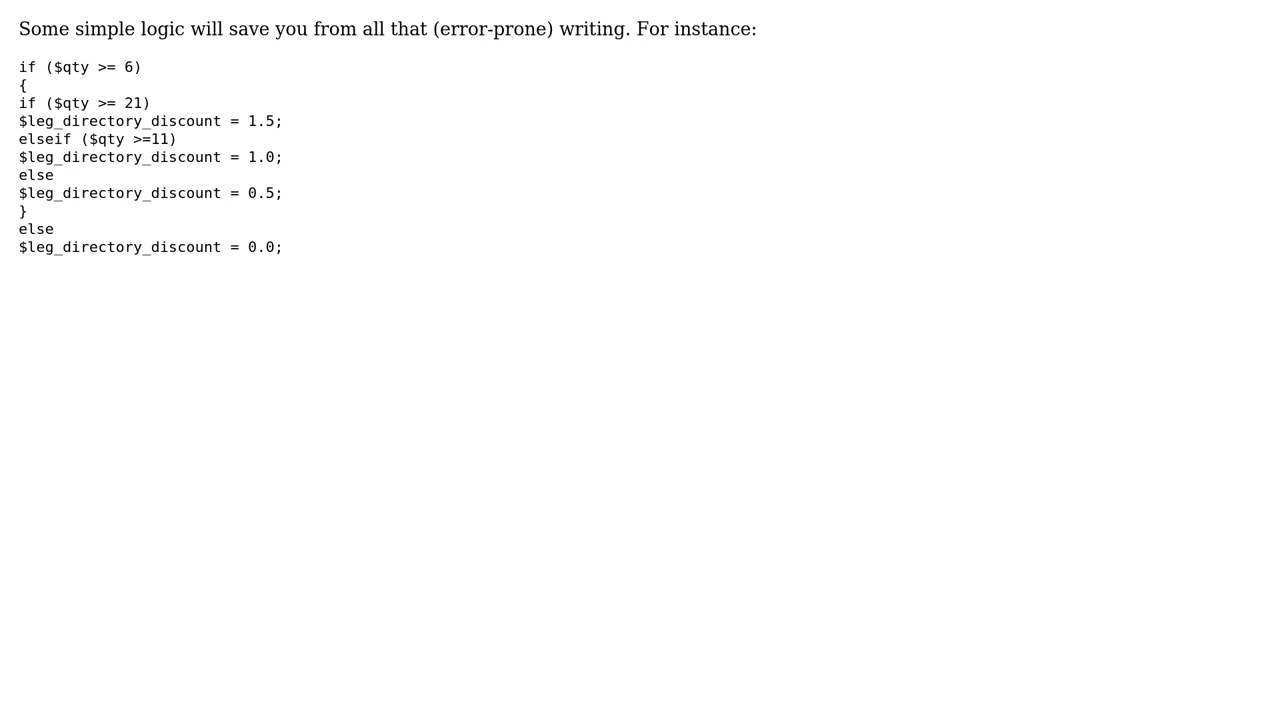 Some simple logic will save you from all that (error-prone) writing. For instance:
if ($qty >= 6)
{
if ($qty >= 21)
$leg_directory_discount = 1.5;
elseif ($qty >=11)
$leg_directory_discount = 1.0;
else
$leg_directory_discount = 0.5;
}
else
$leg_directory_discount = 0.0;